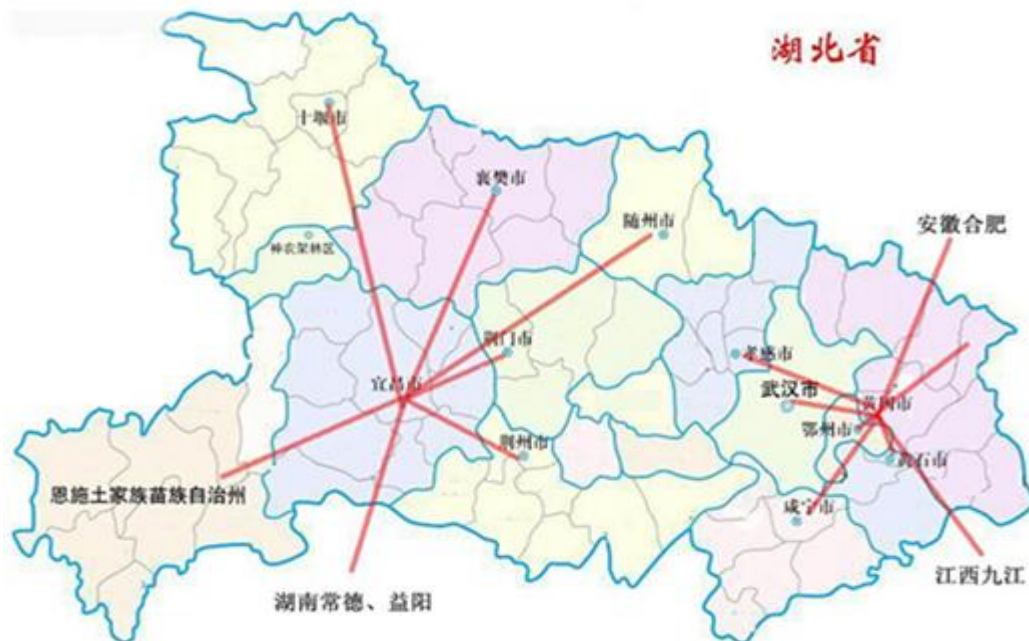 湖北省
十堰市
襄樊市
随州市
安徽合肥
神农架林区
荆门市
孝感市
宜昌市
武汉市
黄冈市
鄂州市
荆州市
黄石市
恩施土家族苗族自治州
咸宁市
江西九江
湖南常德、益阳